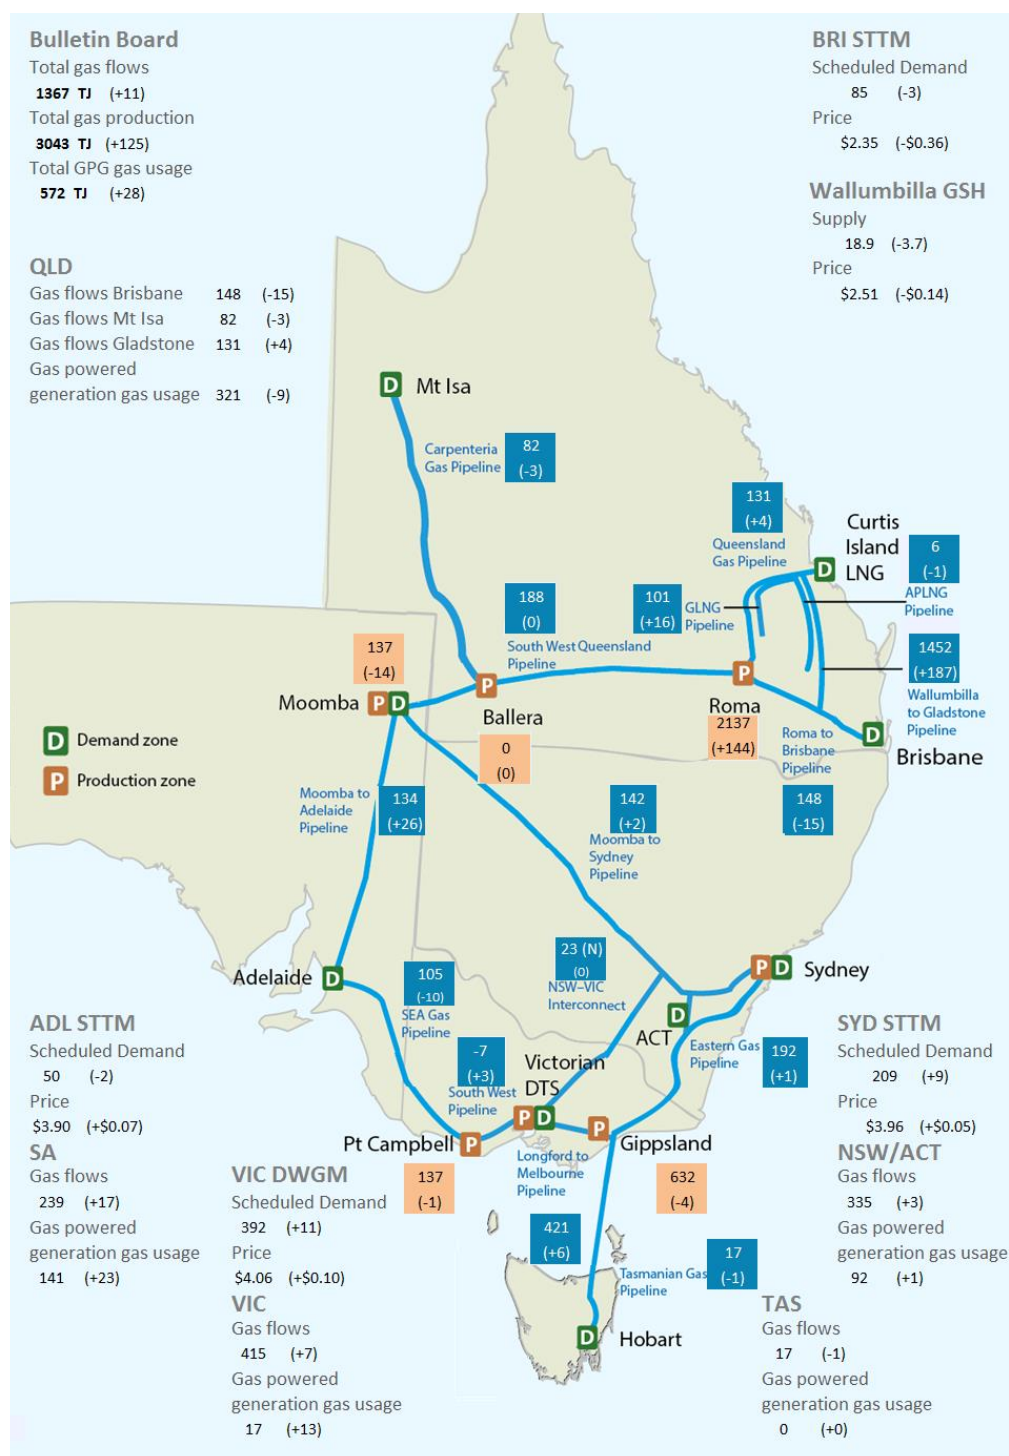 Bulletin Board
Total gas flows
1367 TJ (+11)
Total gas production
3043 TJ (+125)
Total GPG gas usage
572 TJ (+28)
BRI STTM
Scheduled Demand
85 (-3)
Price
$2.35 (-$0.36)
Wallumbilla GSH
Supply
18.9 (-3.7)
Price
$2.51 (-$0.14)
QLD
Gas flows Brisbane 148 (-15)
Gas flows Mt Isa 82 (-3)
Gas flows Gladstone 131 (+4)
Gas powered
generation gas usage 321 (-9)
D Mt Isa
Carpenteria
Gas Pipeline
82
(-3)
131
(+4)
Queensland
Gas Pipeline
Curtis
Island
LNG
D
6
(-1)
APLNG
Pipeline
188
(0)
South West Queensland
Pipeline
101
(+16)
GLNG
Pipeline
1452
(+187)
Wallumbilla
to Gladstone
Pipeline
137
(-14)
Moomba P D
P
Ballera
0
(0)
P
Roma
2137
(+144)
Roma to
Brisbane
Pipeline
D
Brisbane
148
(-15)
D Demand zone
P Production zone
Moomba to
Adelaide
Pipeline
134
(+26)
142
(+2)
Moomba to
Sydney
Pipeline
23 (N)
(0)
NSW–VIC
Interconnect
P D Sydney
Adelaide D
105
(-10)
SEA Gas
Pipeline
ACT
D
Eastern Gas
Pipeline
192
(+1)
-7
(+3)
South West
Pipeline
Victorian
DTS
P D
P
Gippsland
632
(-4)
Pt Campbell P
137
(-1)
Longford to
Melbourne
Pipeline
421
(+6)
17
(-1)
Tasmanian Gas
Pipeline
D Hobart
ADL STTM
Scheduled Demand
50 (-2)
Price
$3.90 (+$0.07)
SA
Gas flows
239 (+17)
Gas powered
generation gas usage
141 (+23)
VIC DWGM
Scheduled Demand
392 (+11)
Price
$4.06 (+$0.10)
VIC
Gas flows
415 (+7)
Gas powered
generation gas usage
17 (+13)
SYD STTM
Scheduled Demand
209 (+9)
Price
$3.96 (+$0.05)
NSW/ACT
Gas flows
335 (+3)
Gas powered
generation gas usage
92 (+1)
TAS
Gas flows
17 (-1)
Gas powered
generation gas usage
0 (+0)